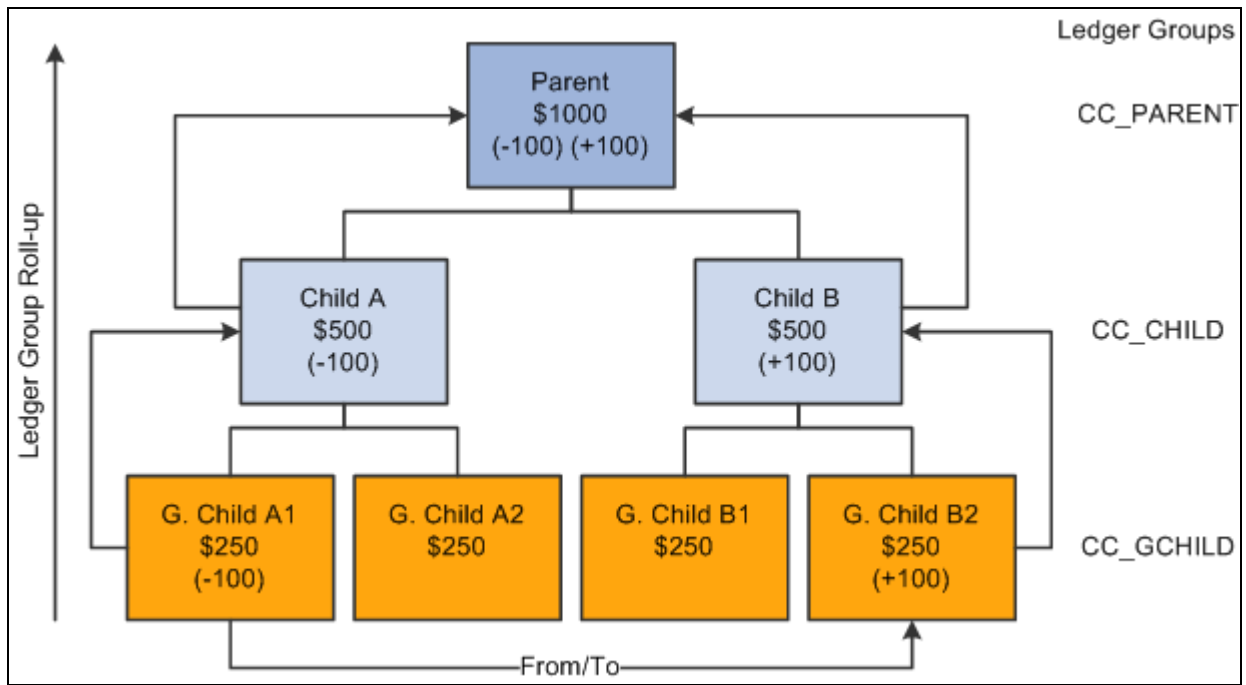 Ledger Groups
Parent
$1000
(-100) (+100)
CC_PARENT
Ledger Group Roll-up
Child A
$500
(-100)
Child B
$500
(+100)
CC_CHILD
G. Child A1
$250
(-100)
G. Child A2
$250
G. Child B1
$250
G. Child B2
$250
(+100)
CC_GCHILD
From/To